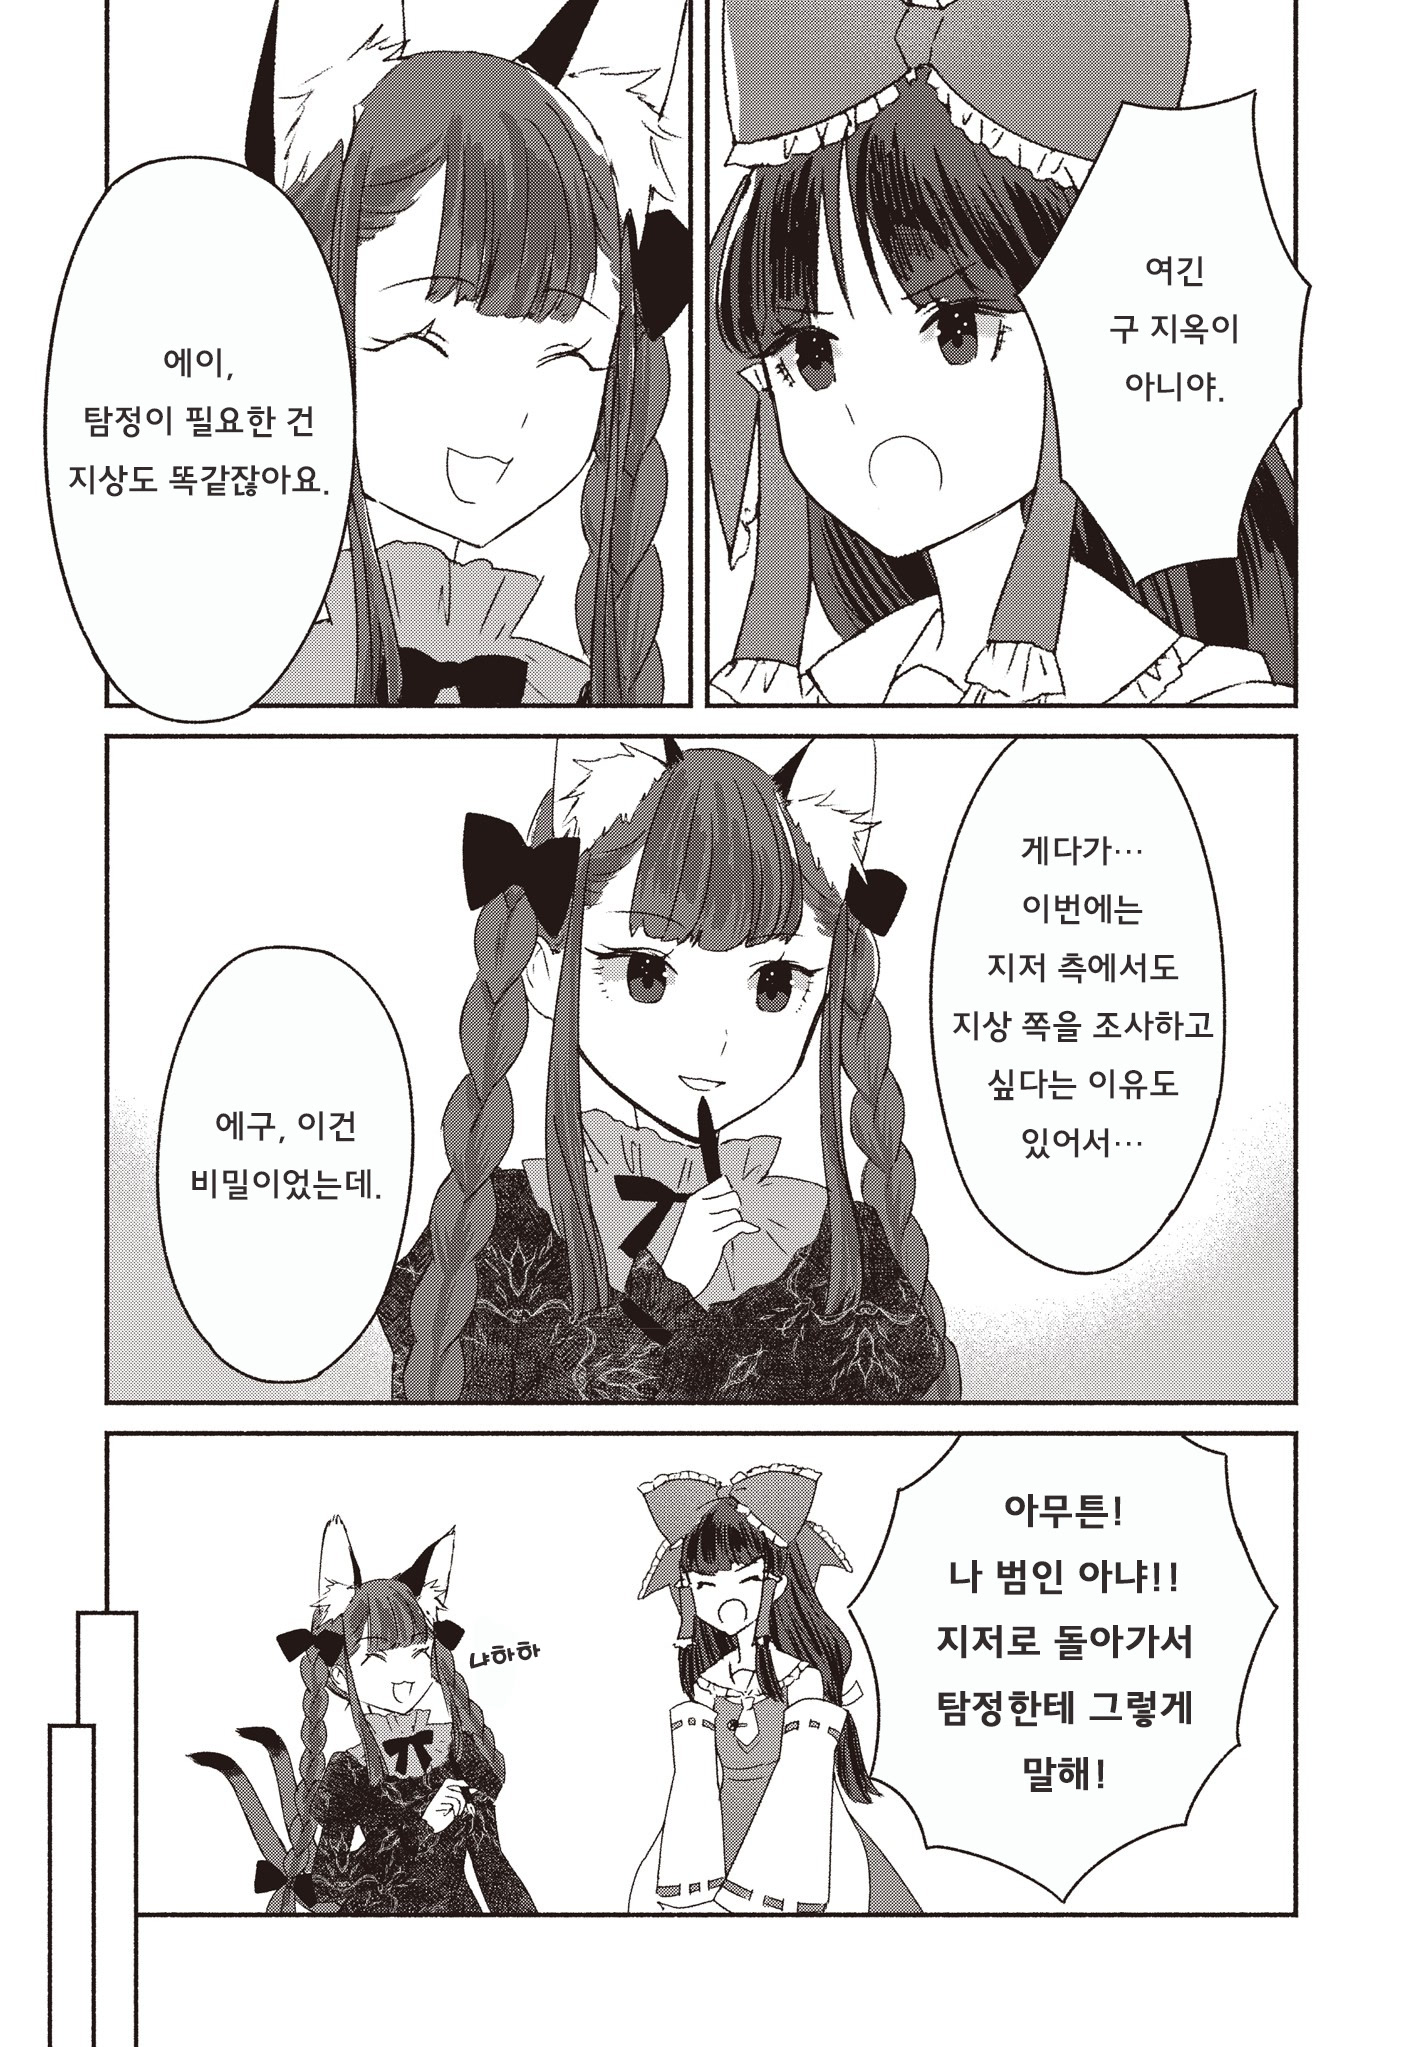 여긴
구 지옥이
아니야.
에이,
탐정이 필요한 건
지상도 똑같잖아요.
게다가…
이번에는
지저 측에서도
지상 쪽을 조사하고
싶다는 이유도
있어서…
에구, 이건
비밀이었는데.
아무튼!
나 범인 아냐!!
지저로 돌아가서
탐정한테 그렇게
말해!
냐하하